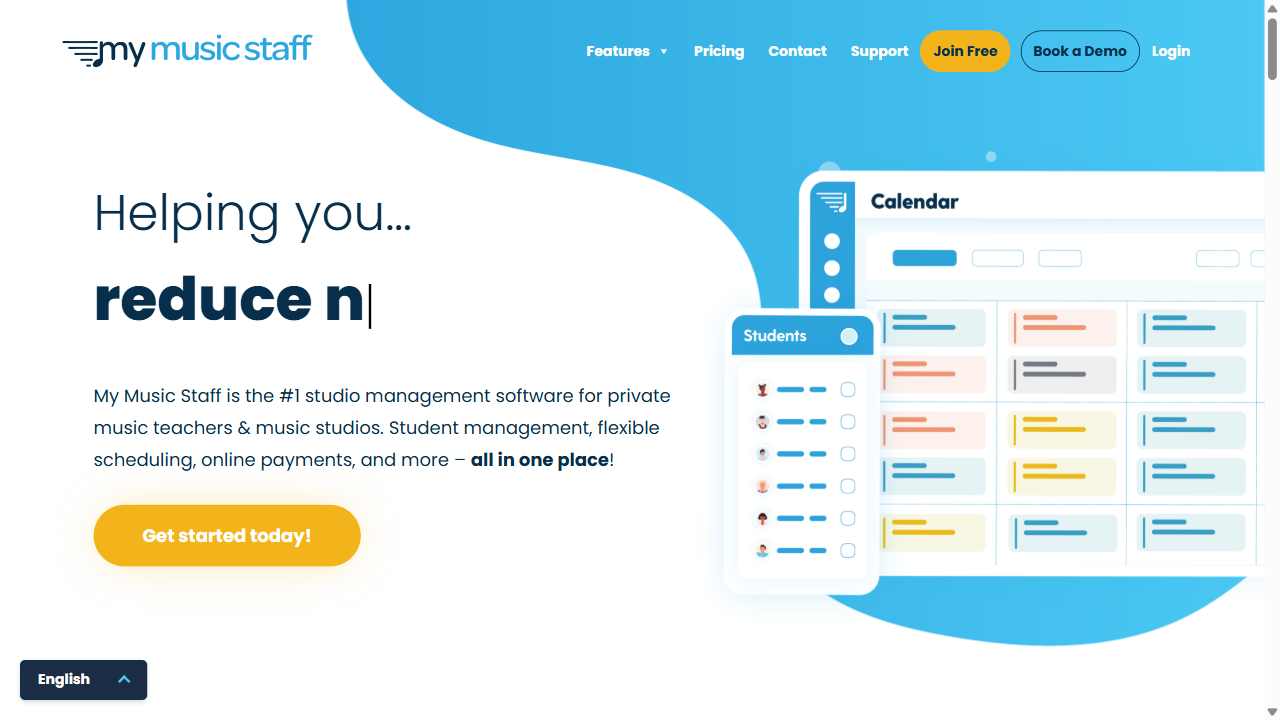 my music staff
Features
Pricing
Contact
Support
Join Free
Book a Demo
Login
Helping you...
reduce n
My Music Staff is the #1 studio management software for private
music teachers & music studios. Student management, flexible
scheduling, online payments, and more – all in one place!
Get started today!
Calendar
Students
English